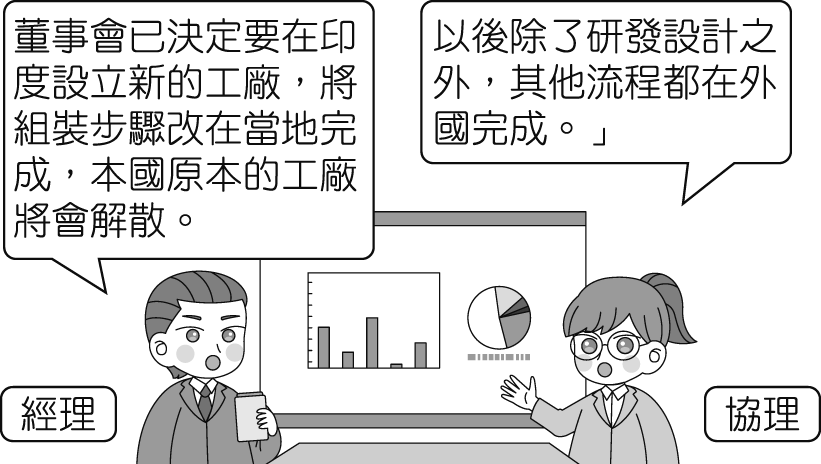 董事會已決定要在印
度設立新的工廠，將
組裝步驟改在當地完
成，本國原本的工廠
將會解散。
以後除了研發設計之
外，其他流程都在外
國完成。」
經理
協理